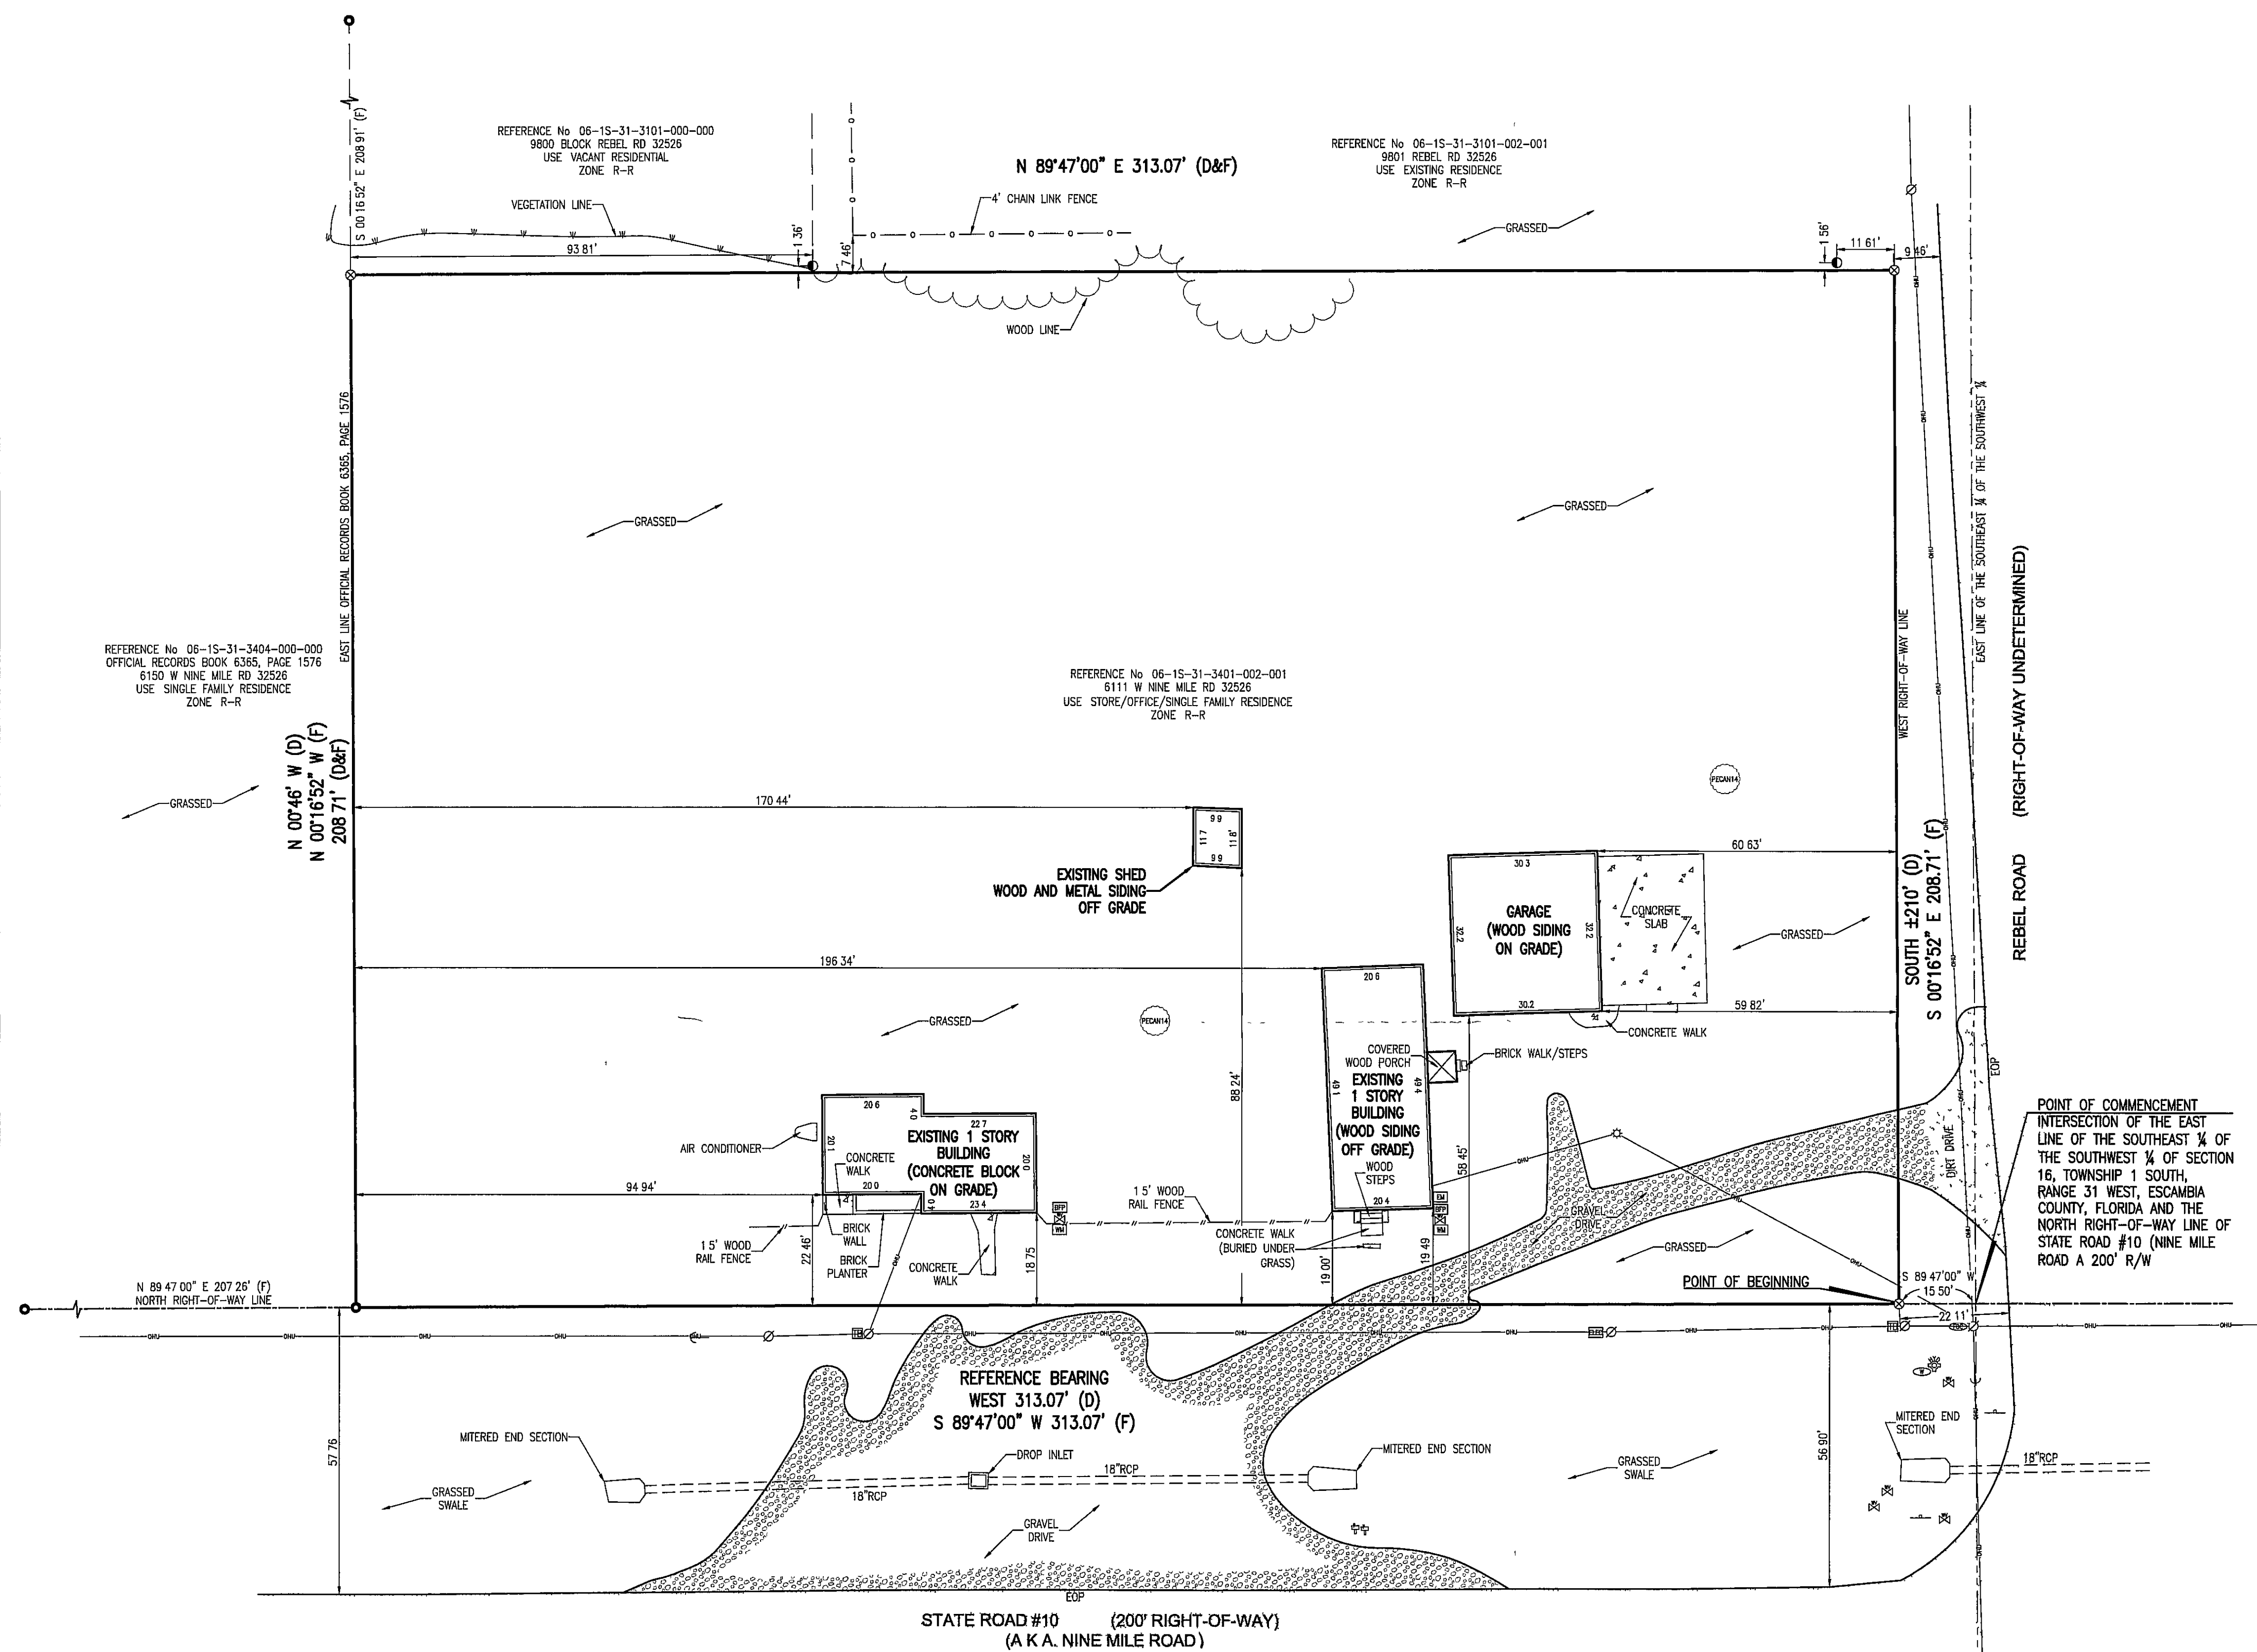 S 00 16 52" E 208 91' (F)
REFERENCE No 06-1S-31-3101-000-000
9800 BLOCK REBEL RD 32526
USE VACANT RESIDENTIAL
ZONE R-R
N 89°47'00" E 313.07' (D&F)
REFERENCE No 06-1S-31-3101-002-001
9801 REBEL RD 32526
USE EXISTING RESIDENCE
ZONE R-R
VEGETATION LINE
4' CHAIN LINK FENCE
GRASSED
93 81'
1 36'
7 46'
1 56'
11 61'
9 46'
WOOD LINE
EAST LINE OFFICIAL RECORDS BOOK 6365, PAGE 1576
GRASSED
GRASSED
EAST LINE OF THE SOUTHEAST ¼ OF THE SOUTHWEST ¼
WEST RIGHT-OF-WAY LINE
REBEL ROAD (RIGHT-OF-WAY UNDETERMINED)
REFERENCE No 06-1S-31-3404-000-000
OFFICIAL RECORDS BOOK 6365, PAGE 1576
6150 W NINE MILE RD 32526
USE SINGLE FAMILY RESIDENCE
ZONE R-R
REFERENCE No 06-1S-31-3401-002-001
6111 W NINE MILE RD 32526
USE STORE/OFFICE/SINGLE FAMILY RESIDENCE
ZONE R-R
N 00°46' W (D)
N 00°16'52" W (F)
208 71' (D&F)
GRASSED
PECAN14
170 44'
9 9
11 7
11 8'
9 9
EXISTING SHED
WOOD AND METAL SIDING
OFF GRADE
60 63'
30 3
GARAGE
(WOOD SIDING
ON GRADE)
32.2
32.2
30.2
CONCRETE
SLAB
GRASSED
SOUTH ±210' (D)
S 00°16'52" E 208.71' (F)
196 34'
20 6
59 82'
CONCRETE WALK
GRASSED
PECAN14
COVERED
WOOD PORCH
BRICK WALK/STEPS
EXISTING
1 STORY
BUILDING
(WOOD SIDING
OFF GRADE)
49 1
49 4
WOOD
STEPS
20 4
88 24'
58 45'
EOP
DIRT DRIVE
POINT OF COMMENCEMENT
INTERSECTION OF THE EAST
LINE OF THE SOUTHEAST ¼ OF
THE SOUTHWEST ¼ OF SECTION
16, TOWNSHIP 1 SOUTH,
RANGE 31 WEST, ESCAMBIA
COUNTY, FLORIDA AND THE
NORTH RIGHT-OF-WAY LINE OF
STATE ROAD #10 (NINE MILE
ROAD A 200' R/W
20 6
4 0
22 7
EXISTING 1 STORY
BUILDING
(CONCRETE BLOCK
ON GRADE)
20 1
20 0
20 0
4 0
23 4
AIR CONDITIONER
CONCRETE
WALK
94 94'
1 5' WOOD
RAIL FENCE
BFP
WM
EM
BFP
WM
1 5' WOOD
RAIL FENCE
BRICK
WALL
BRICK
PLANTER
CONCRETE
WALK
CONCRETE WALK
(BURIED UNDER
GRASS)
22 46'
18 75
19 00'
19 49
GRAVEL
DRIVE
GRASSED
POINT OF BEGINNING
S 89 47'00" W
15 50'
22 11'
N 89 47 00" E 207 26' (F)
NORTH RIGHT-OF-WAY LINE
OHU
OHU
OHU
OHU
REFERENCE BEARING
WEST 313.07' (D)
S 89°47'00" W 313.07' (F)
57 76
56 90'
MITERED END SECTION
DROP INLET
MITERED END SECTION
MITERED END
SECTION
18"RCP
18"RCP
18"RCP
GRASSED
SWALE
GRASSED
SWALE
GRAVEL
DRIVE
EOP
STATE ROAD #10 (200' RIGHT-OF-WAY)
(A K A. NINE MILE ROAD)